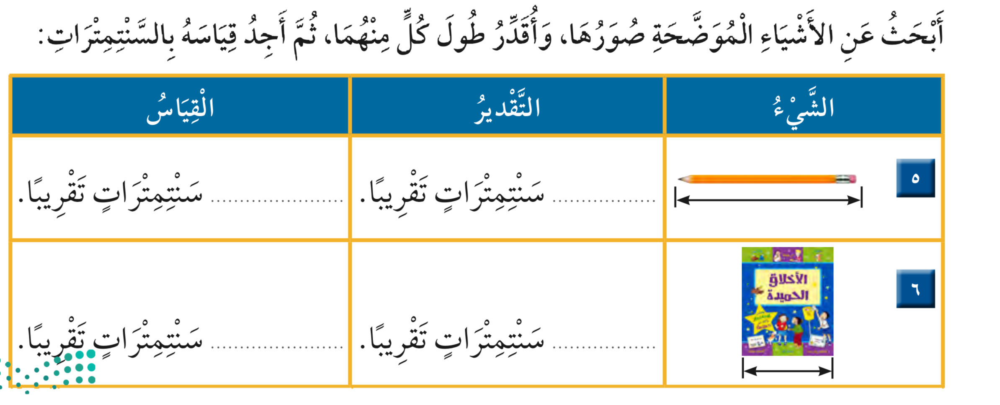 أَبْحَثُ عَنِ الأَشْيَاءِ الْمُوَضَّحَةِ صُوَرُهَا، وَأُقَدِّرُ طُولَ كُلٍّ مِنْهُمَا، ثُمَّ أَجِدُ قِيَاسَهُ بِالسَّنْتِمِتْرَاتِ:
الشَّيْءُ التَّقْديرُ الْقِيَاسُ
٥ .................. سَنْتِمِتْرَاتٍ تَقْرِيبًا. ....................... سَنْتِمِتْرَاتٍ تَقْرِيبًا.
الأخلاق
الحميدة
٦ .................. سَنْتِمِتْرَاتٍ تَقْرِيبًا. ....................... سَنْتِمِتْرَاتٍ تَقْرِيبًا.